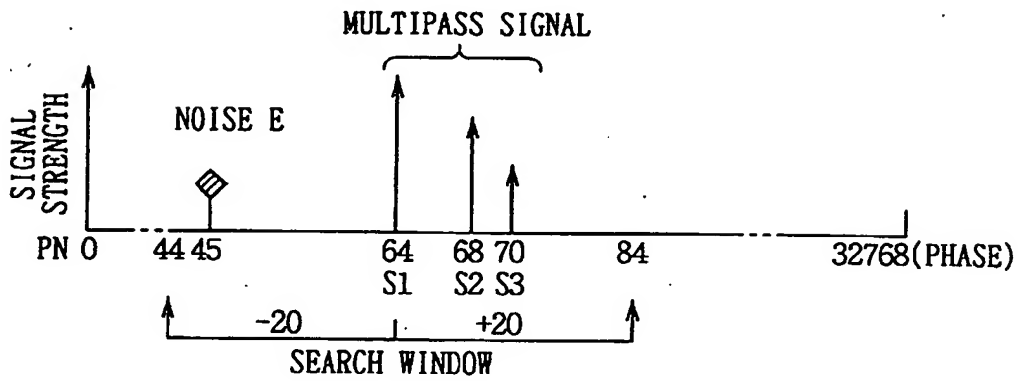 MULTIPASS SIGNAL
SIGNAL
STRENGTH
NOISE E
PN 0 44 45 64 68 70 84 32768(PHASE)
S1 S2 S3
-20 +20
SEARCH WINDOW